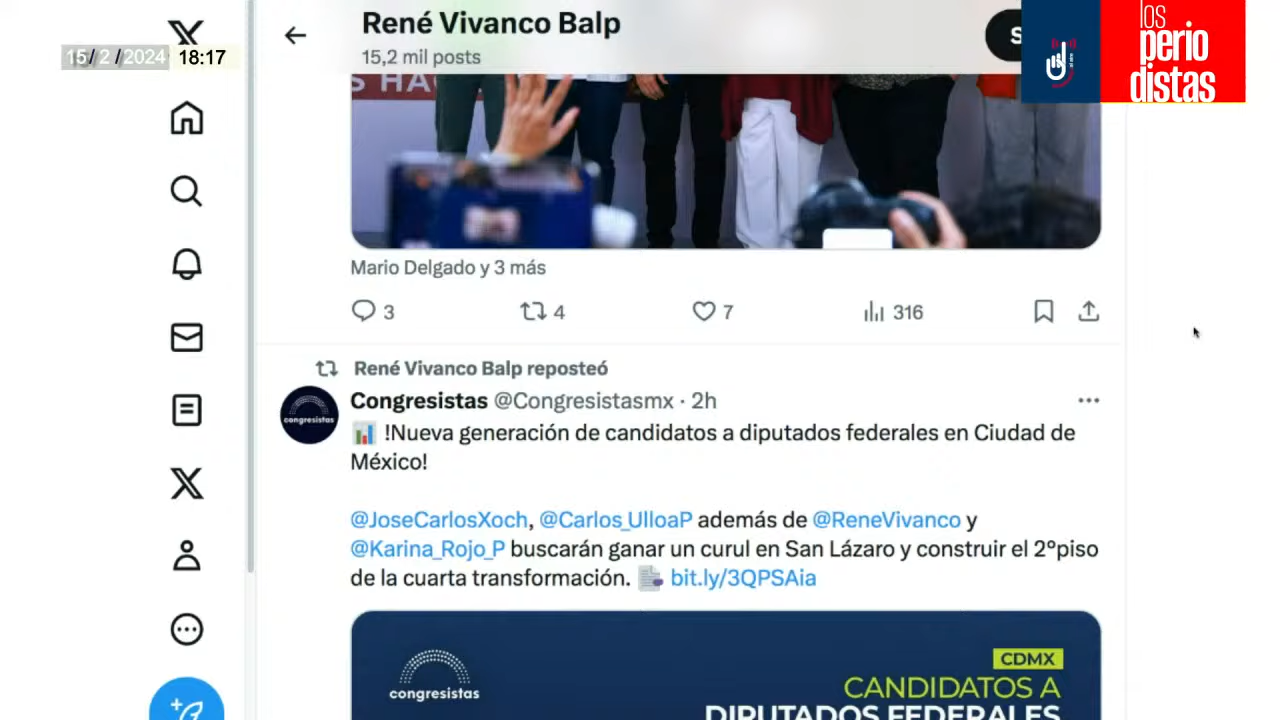 René Vivanco Balp
15,2 mil posts
15/ 2 /2024 18:17
los
perio
distas
S HA
Mario Delgado y 3 más
3 4 7 316
René Vivanco Balp reposteó
Congresistas @Congresistasmx · 2h
!Nueva generación de candidatos a diputados federales en Ciudad de
México!
@JoseCarlosXoch, @Carlos_UlloaP además de @ReneVivanco y
@Karina_Rojo_P buscarán ganar un curul en San Lázaro y construir el 2°piso
de la cuarta transformación. bit.ly/3QPSAia
congresistas
congresistas
CDMX
CANDIDATOS A
DIPUTADOS FEDERALES